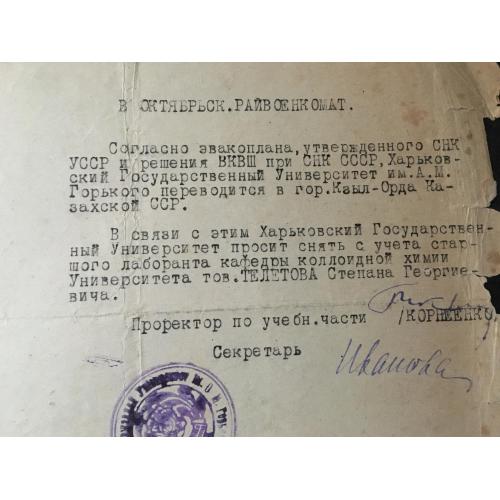 В ОКТЯБРЬСК.РАЙВОЕНКОМАТ.
Согласно эвакоплана,утвержденного СНК
УССР и решения ВКВШ при СНК СССР,Харьков-
ский Государственный Университет им.А.М.
Горького переводится в гор.Кзыл-Орда Ка-
захской ССР.
В связи с этим Харьковский Государствен-
ный Университет просит снять с учета стар-
шого лаборанта кафедры коллоидной химии
Университета тов.ТЕЛЕТОВА Степана Георгие-
вича.
Проректор по учебн.части /КОРНЕЕНКО
Секретарь Иванова